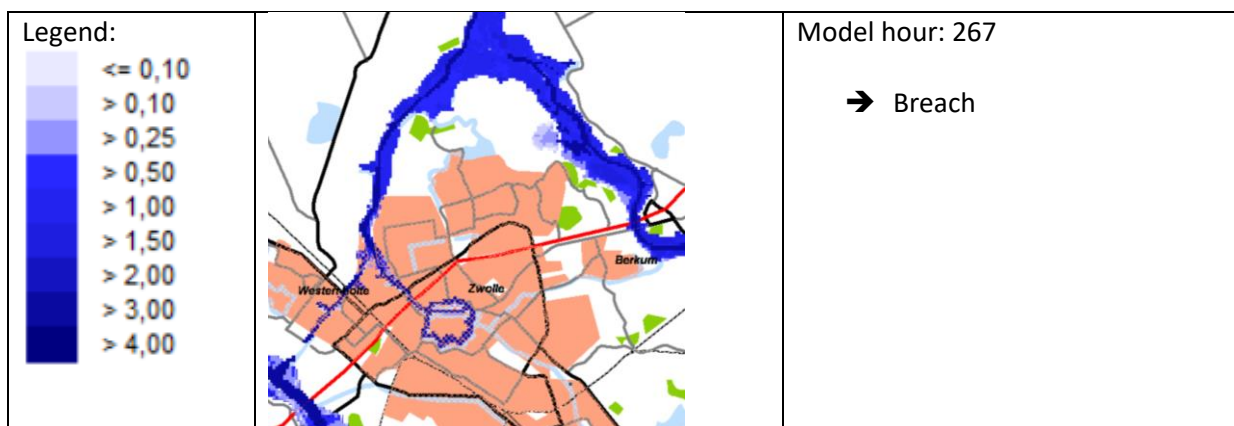 Legend:
<= 0,10
> 0,10
> 0,25
> 0,50
> 1,00
> 1,50
> 2,00
> 3,00
> 4,00
Berkum
Zwolle
Model hour: 267
➔ Breach